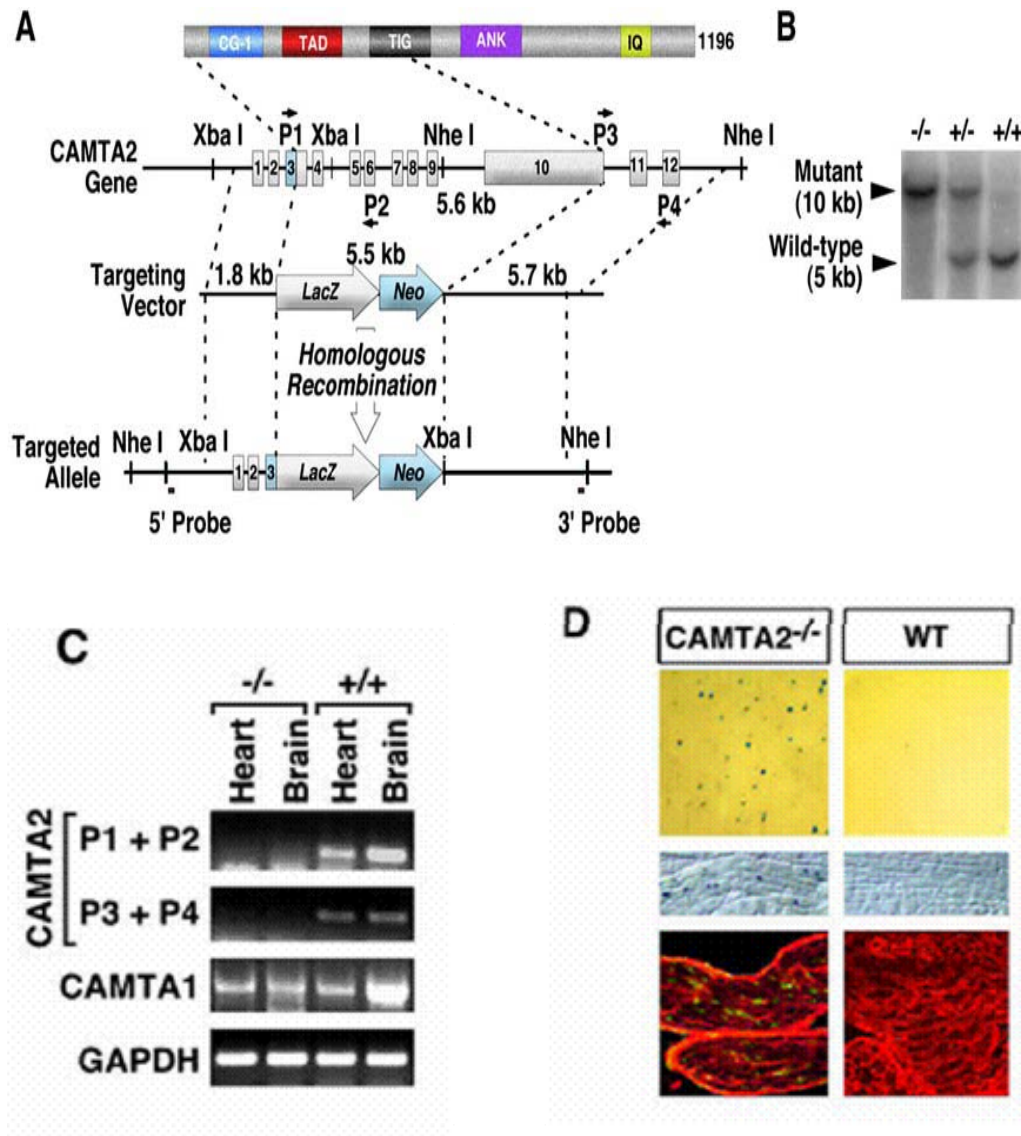 A
CG-1 TAD TIG ANK IQ 1196
P1 P3
Xba I Xba I Nhe I Nhe I
CAMTA2
Gene
1 2 3 4 5 6 7 8 9 10 11 12
P2 5.6 kb P4
Targeting
Vector
1.8 kb 5.5 kb 5.7 kb
LacZ Neo
Homologous
Recombination
Targeted
Allele
Nhe I Xba I Xba I Nhe I
1 2 3 LacZ Neo
5' Probe 3' Probe
B
-/- +/- +/+
Mutant
(10 kb)
Wild-type
(5 kb)
C
-/- +/+
Heart Brain Heart Brain
CAMTA2
P1 + P2
P3 + P4
CAMTA1
GAPDH
D
CAMTA2-/- WT